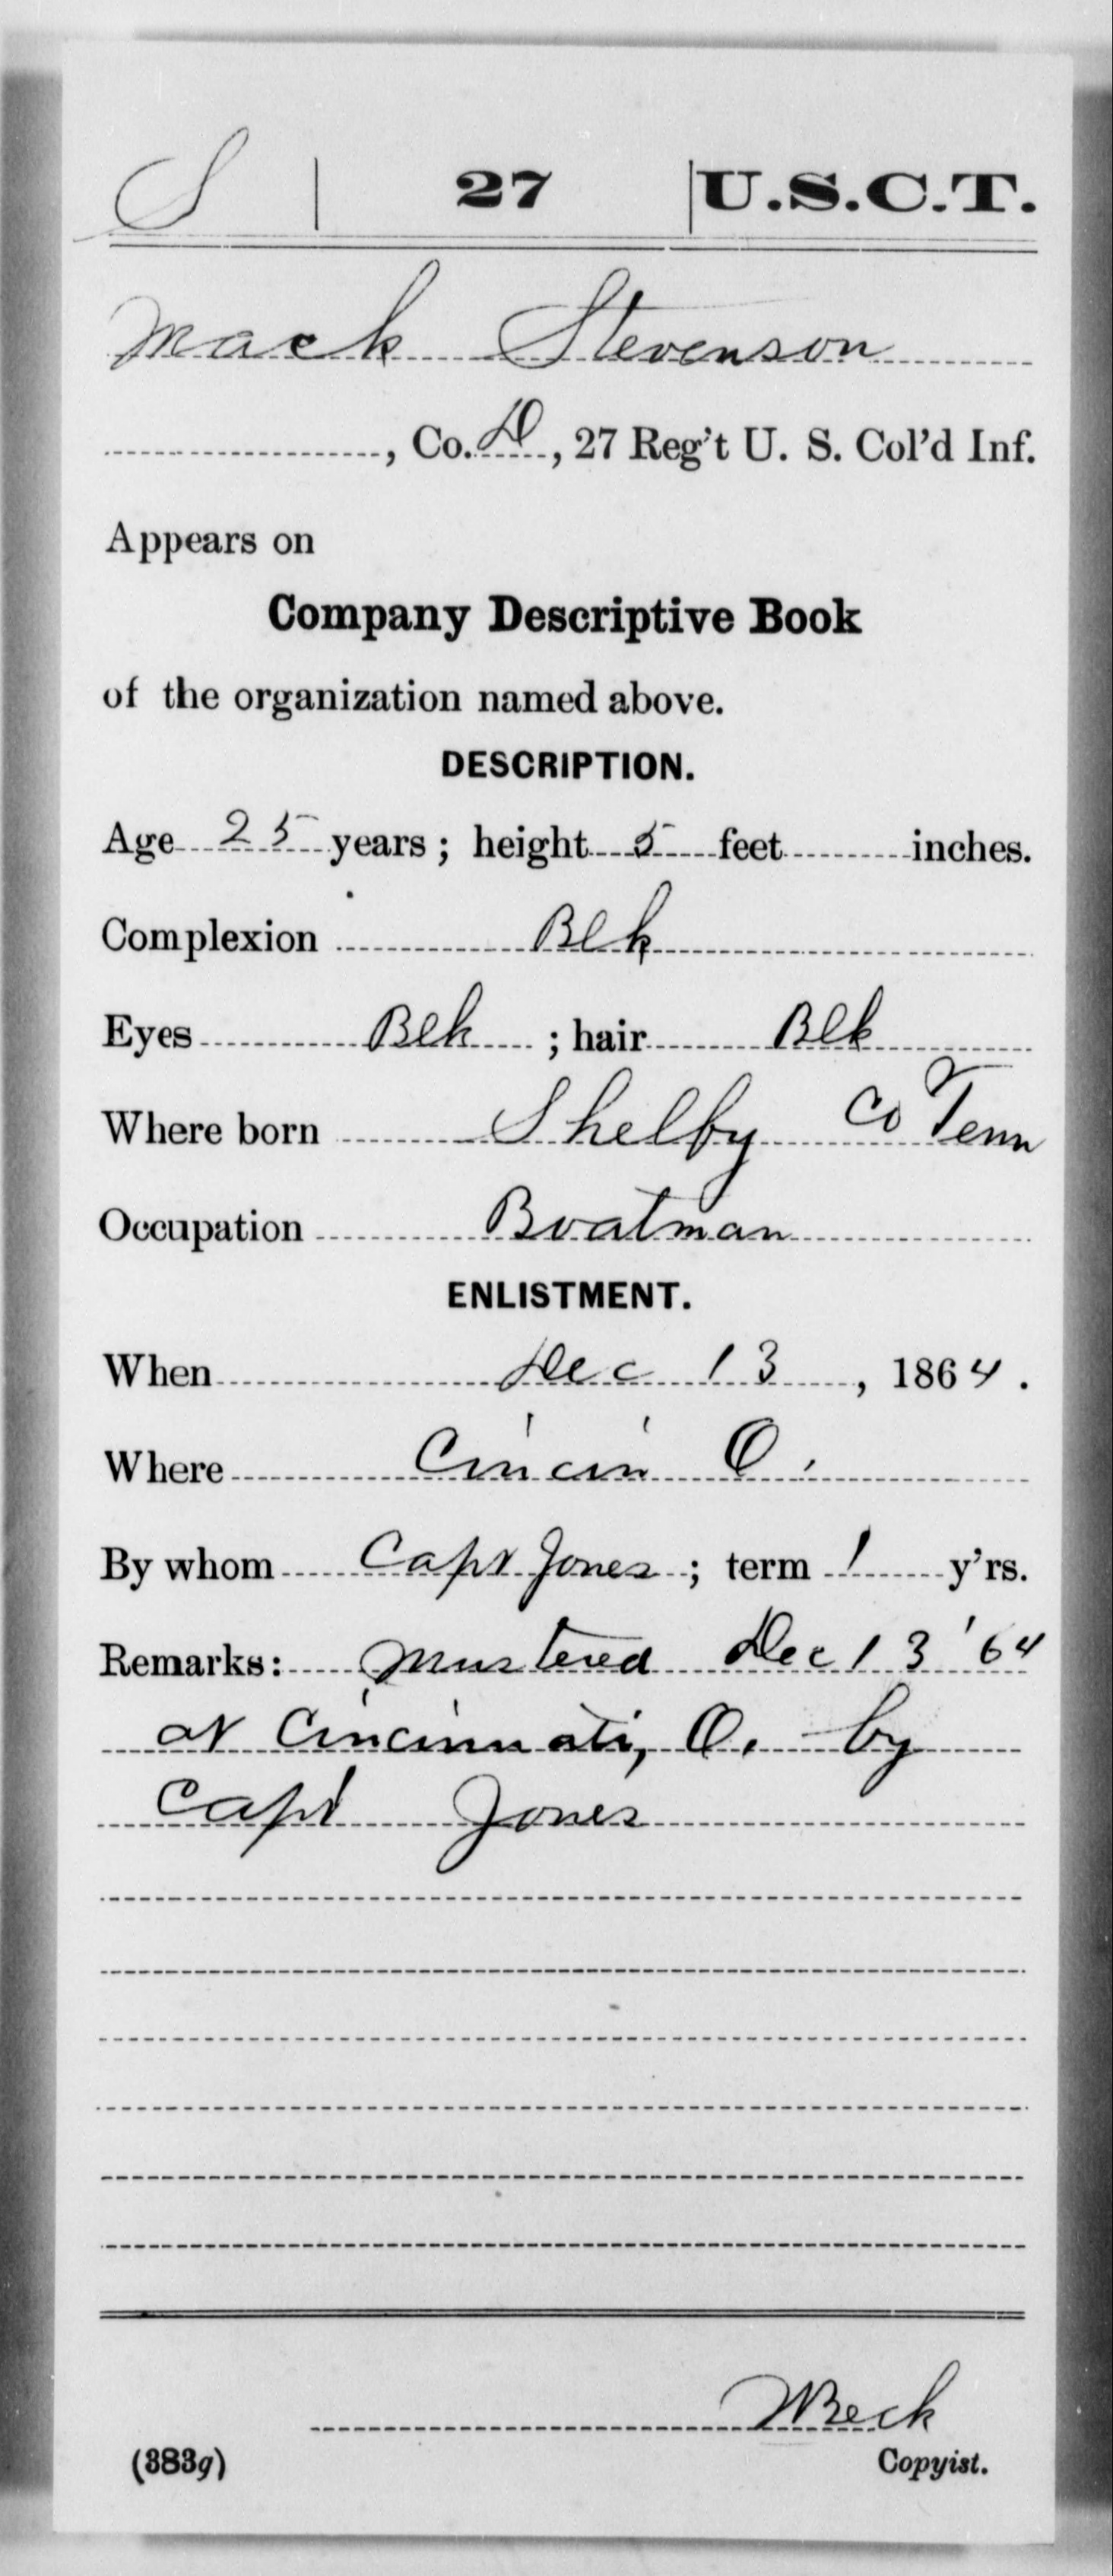 S | 27 | U.S.C.T.
Mack Stevenson
, Co. D, 27 Reg't U. S. Col'd Inf.
Appears on
Company Descriptive Book
of the organization named above.
DESCRIPTION.
Age 25 years; height 5 feet inches.
Complexion Blk
Eyes Blk; hair Blk
Where born Shelby Co Tenn
Occupation Boatman
ENLISTMENT.
When Dec 13, 1864.
Where Cincin O.
By whom Capt Jones; term 1 y'rs.
Remarks: Mustered Dec 13 '64
at Cincinnati, O. by
Capt Jones
WBeck
(383g) Copyist.